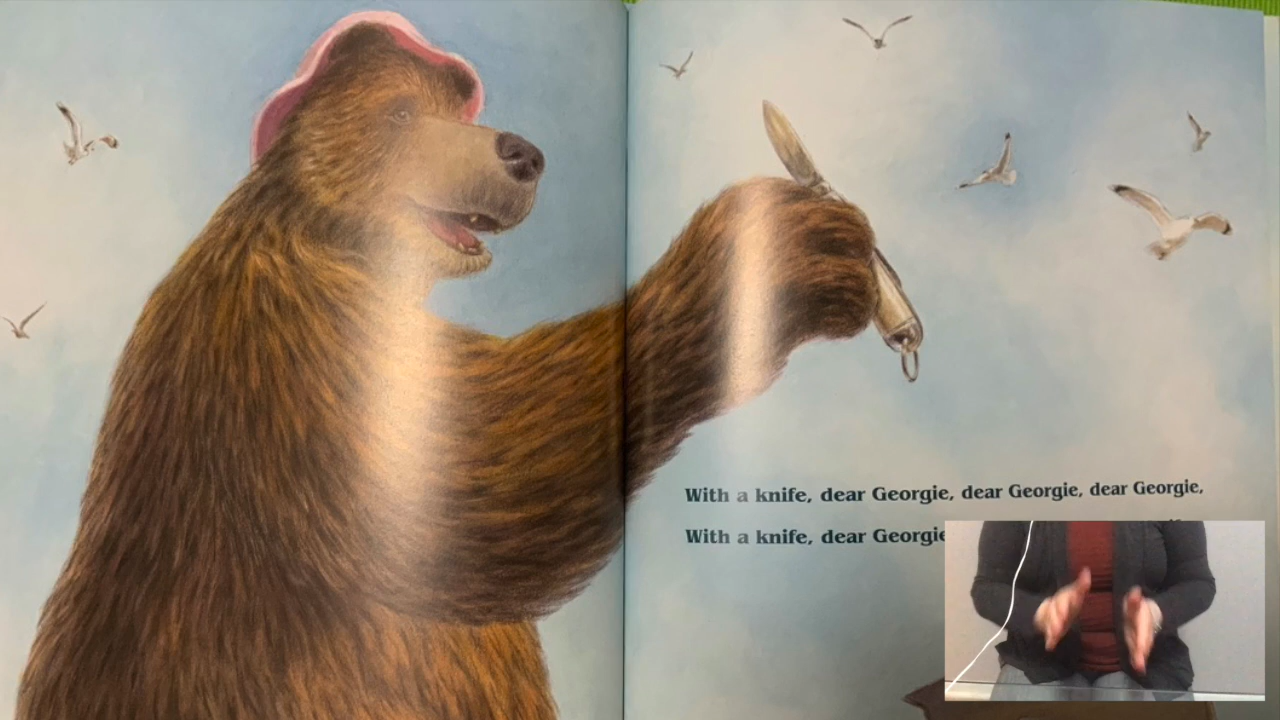 With a knife, dear Georgie, dear Georgie, dear Georgie,
With a knife, dear Georgie